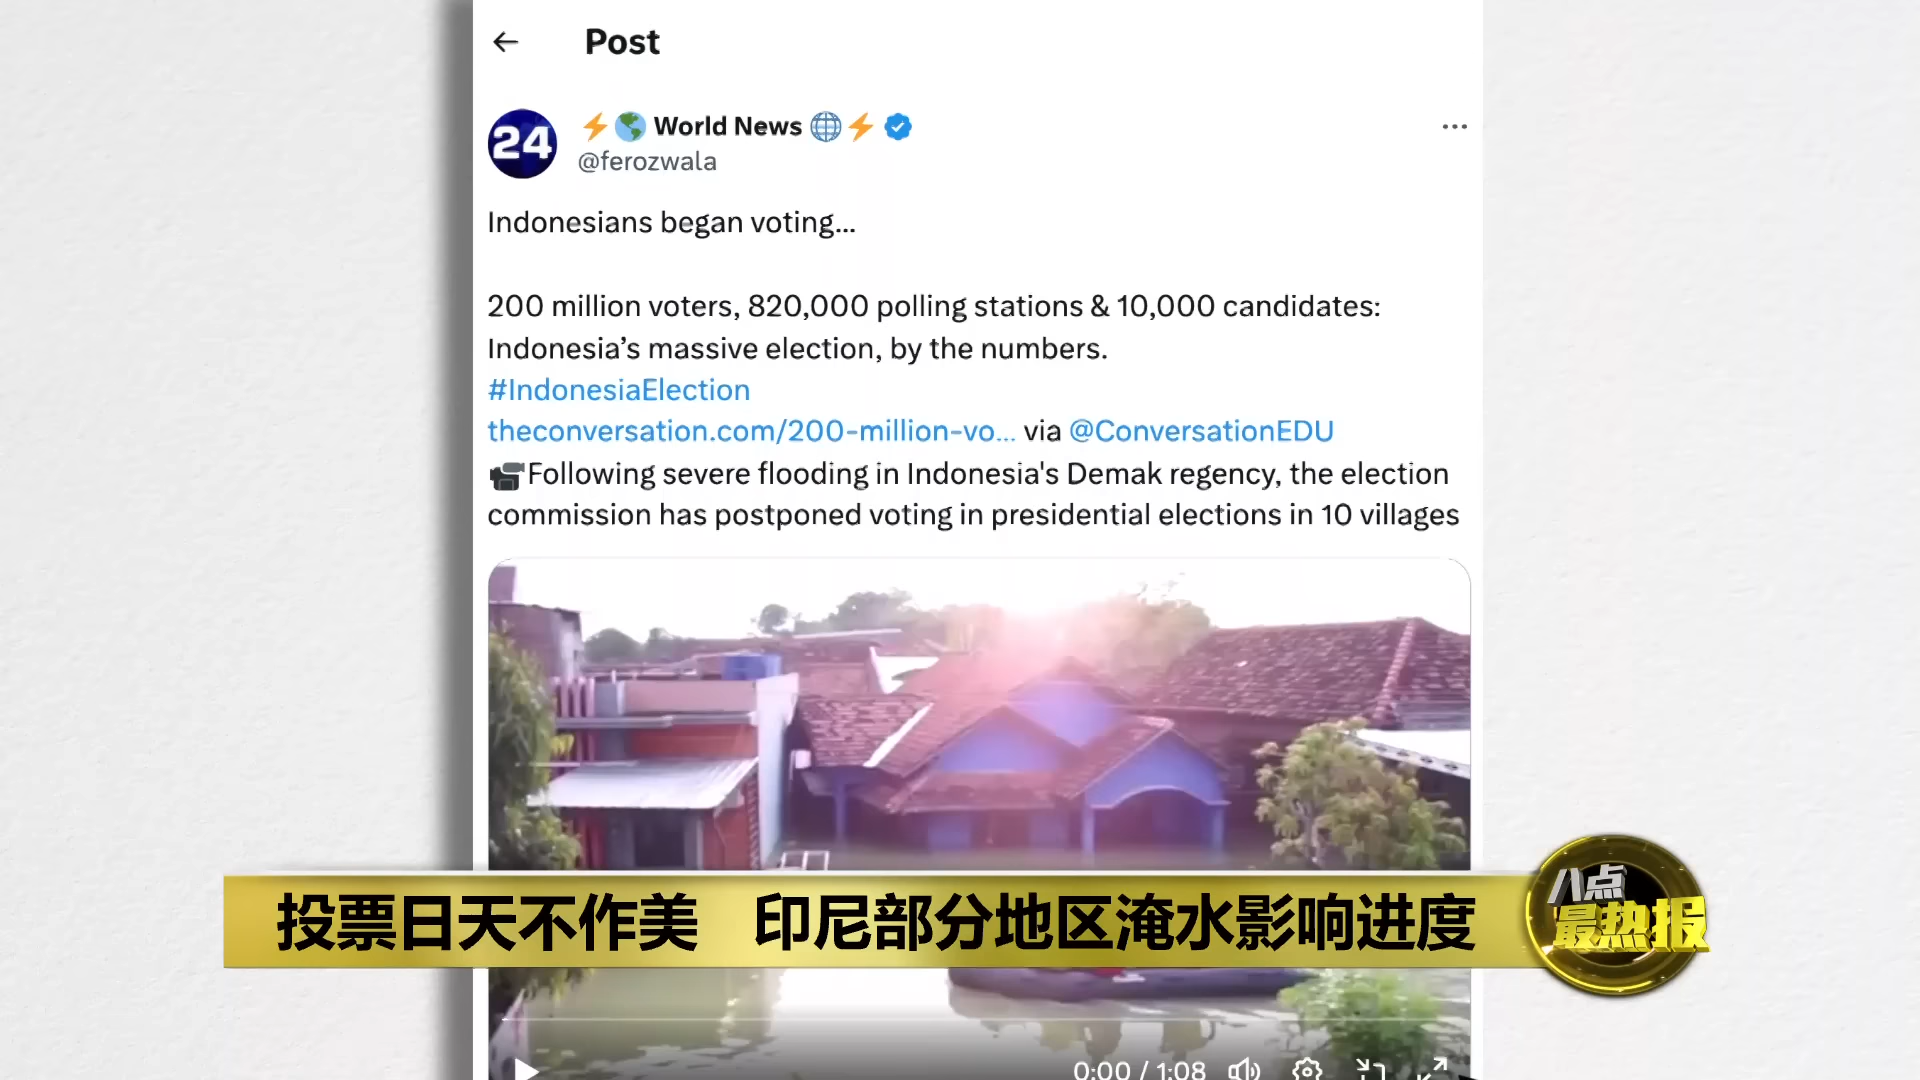 Post
24
World News
@ferozwala
Indonesians began voting...
200 million voters, 820,000 polling stations & 10,000 candidates:
Indonesia’s massive election, by the numbers.
#IndonesiaElection
theconversation.com/200-million-vo... via @ConversationEDU
Following severe flooding in Indonesia's Demak regency, the election
commission has postponed voting in presidential elections in 10 villages
投票日天不作美 印尼部分地区淹水影响进度
八点
最热报
0:00 / 1:08